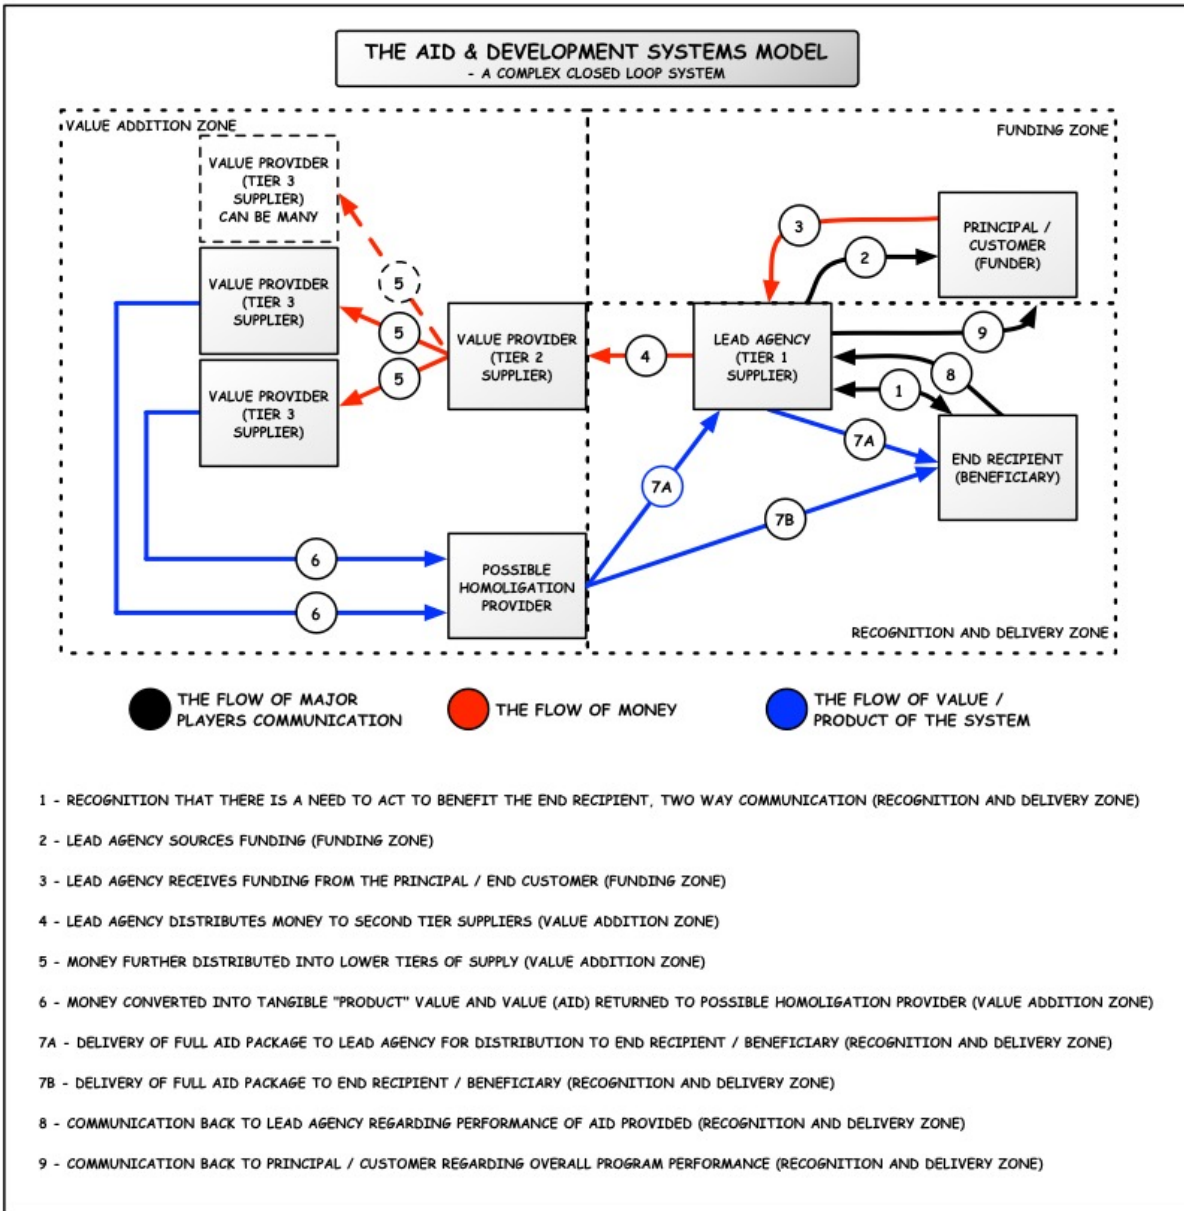 THE AID & DEVELOPMENT SYSTEMS MODEL
- A COMPLEX CLOSED LOOP SYSTEM
VALUE ADDITION ZONE
FUNDING ZONE
VALUE PROVIDER
(TIER 3
SUPPLIER)
CAN BE MANY
VALUE PROVIDER
(TIER 3
SUPPLIER)
VALUE PROVIDER
(TIER 3
SUPPLIER)
5
5
5
VALUE PROVIDER
(TIER 2
SUPPLIER)
4
LEAD AGENCY
(TIER 1
SUPPLIER)
3
2
PRINCIPAL /
CUSTOMER
(FUNDER)
9
8
1
7A
END RECIPIENT
(BENEFICIARY)
7A
7B
6
6
POSSIBLE
HOMOLIGATION
PROVIDER
RECOGNITION AND DELIVERY ZONE
THE FLOW OF MAJOR
PLAYERS COMMUNICATION
THE FLOW OF MONEY
THE FLOW OF VALUE /
PRODUCT OF THE SYSTEM
1 - RECOGNITION THAT THERE IS A NEED TO ACT TO BENEFIT THE END RECIPIENT, TWO WAY COMMUNICATION (RECOGNITION AND DELIVERY ZONE)
2 - LEAD AGENCY SOURCES FUNDING (FUNDING ZONE)
3 - LEAD AGENCY RECEIVES FUNDING FROM THE PRINCIPAL / END CUSTOMER (FUNDING ZONE)
4 - LEAD AGENCY DISTRIBUTES MONEY TO SECOND TIER SUPPLIERS (VALUE ADDITION ZONE)
5 - MONEY FURTHER DISTRIBUTED INTO LOWER TIERS OF SUPPLY (VALUE ADDITION ZONE)
6 - MONEY CONVERTED INTO TANGIBLE "PRODUCT" VALUE AND VALUE (AID) RETURNED TO POSSIBLE HOMOLIGATION PROVIDER (VALUE ADDITION ZONE)
7A - DELIVERY OF FULL AID PACKAGE TO LEAD AGENCY FOR DISTRIBUTION TO END RECIPIENT / BENEFICIARY (RECOGNITION AND DELIVERY ZONE)
7B - DELIVERY OF FULL AID PACKAGE TO END RECIPIENT / BENEFICIARY (RECOGNITION AND DELIVERY ZONE)
8 - COMMUNICATION BACK TO LEAD AGENCY REGARDING PERFORMANCE OF AID PROVIDED (RECOGNITION AND DELIVERY ZONE)
9 - COMMUNICATION BACK TO PRINCIPAL / CUSTOMER REGARDING OVERALL PROGRAM PERFORMANCE (RECOGNITION AND DELIVERY ZONE)